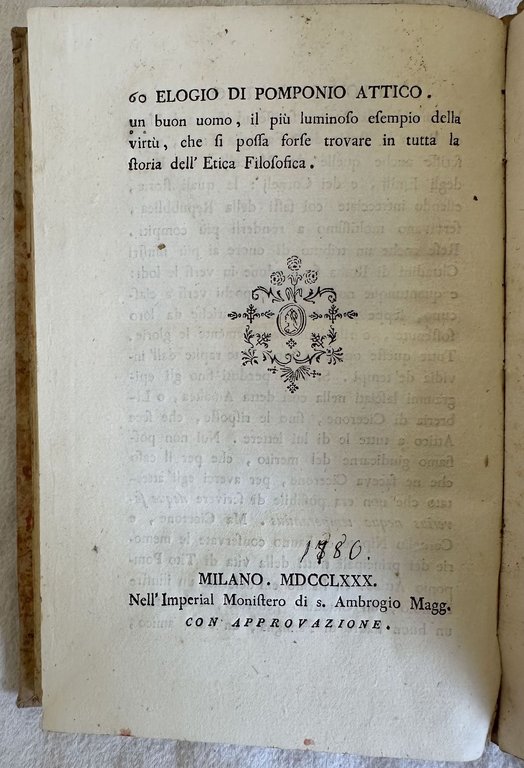 60 ELOGIO DI POMPONIO ATTICO.
un buon uomo, il più luminoſo eſempio della
virtù, che ſi poſſa forſe trovare in tutta la
ſtoria dell' Etica Filoſofica.
1780.
MILANO. MDCCLXXX.
Nell' Imperial Moniſtero di s. Ambrogio Magg.
CON APPROVAZIONE.